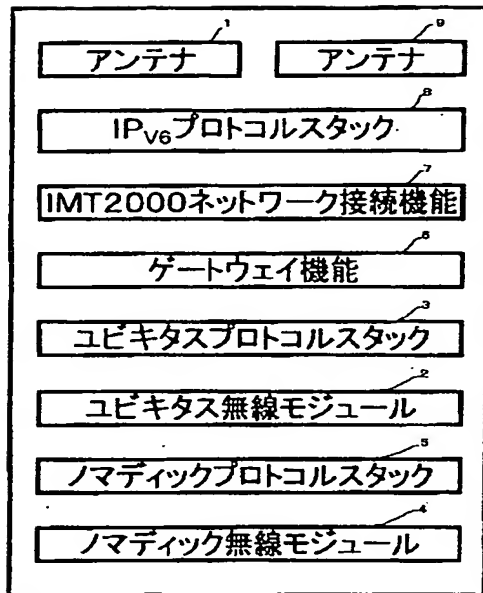 1 9
アンテナ アンテナ
8
IPV6プロトコルスタック
7
IMT2000ネットワーク接続機能
6
ゲートウェイ機能
3
ユビキタスプロトコルスタック
2
ユビキタス無線モジュール
5
ノマディックプロトコルスタック
4
ノマディック無線モジュール